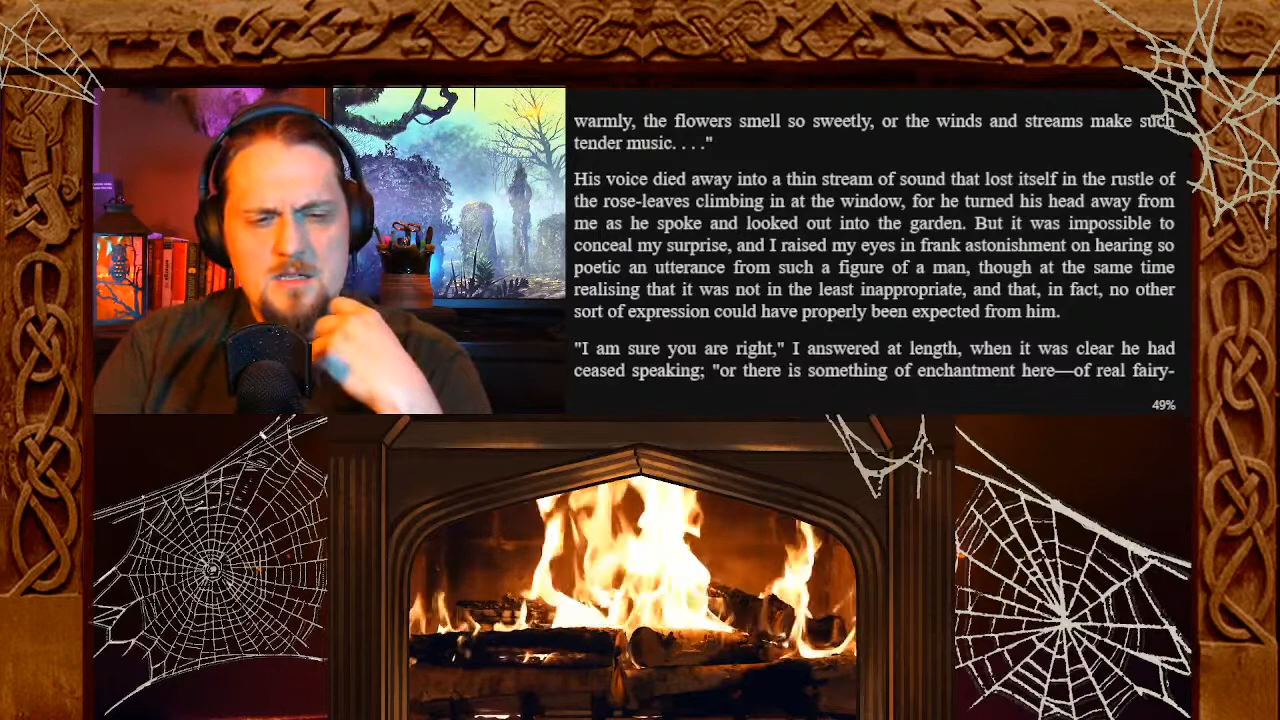 warmly, the flowers smell so sweetly, or the winds and streams make such
tender music. . . ."
His voice died away into a thin stream of sound that lost itself in the rustle of
the rose-leaves climbing in at the window, for he turned his head away from
me as he spoke and looked out into the garden. But it was impossible to
conceal my surprise, and I raised my eyes in frank astonishment on hearing so
poetic an utterance from such a figure of a man, though at the same time
realising that it was not in the least inappropriate, and that, in fact, no other
sort of expression could have properly been expected from him.
"I am sure you are right," I answered at length, when it was clear he had
ceased speaking; "or there is something of enchantment here—of real fairy-
49%